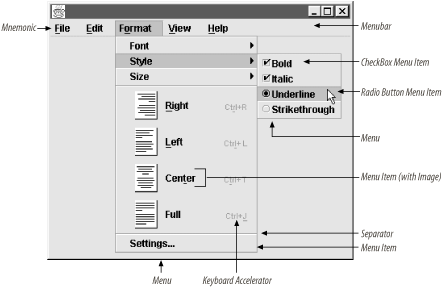 Mnemonic
File Edit Format View Help
Menubar
Font
Style
Size
Bold
Italic
Underline
Strikethrough
CheckBox Menu Item
Radio Button Menu Item
Menu
Right Ctrl+R
Left Ctrl+L
Center Ctrl+T
Menu Item (with Image)
Full Ctrl+J
Separator
Settings...
Menu Item
Menu
Keyboard Accelerator